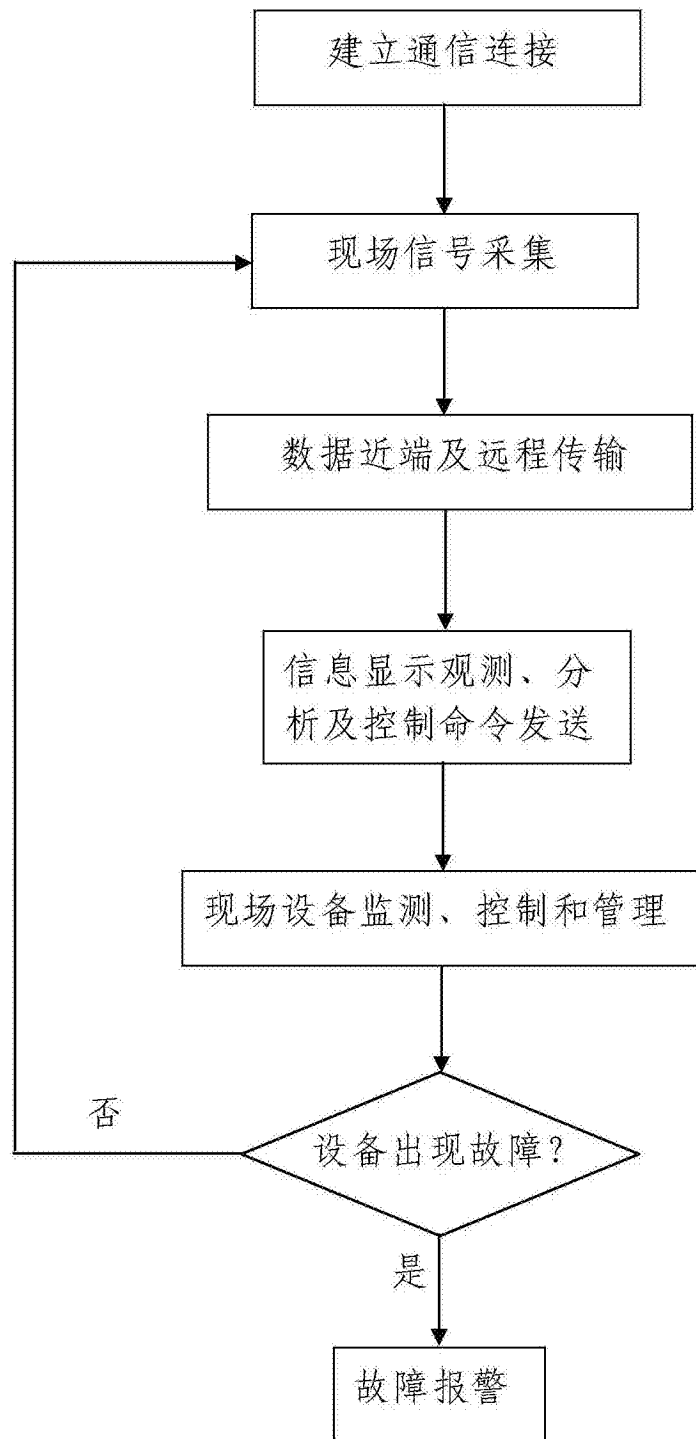 建立通信连接
现场信号采集
数据近端及远程传输
信息显示观测、分
析及控制命令发送
现场设备监测、控制和管理
否
设备出现故障?
是
故障报警